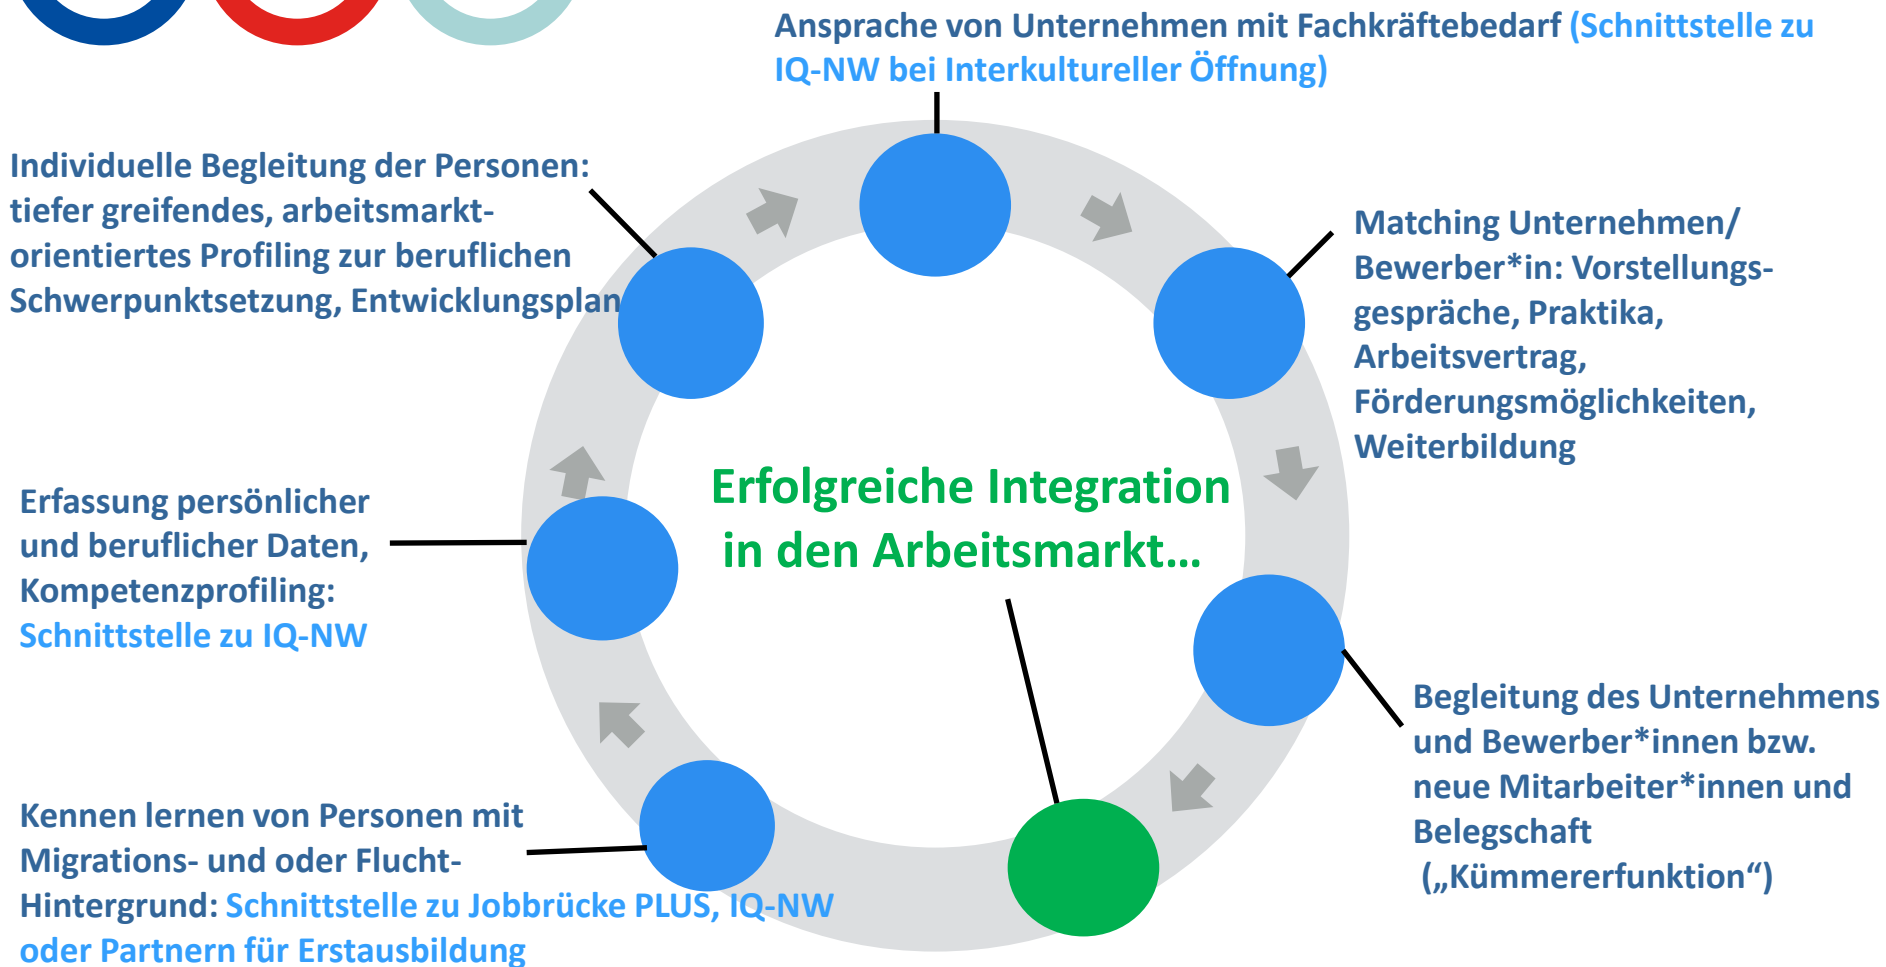 Ansprache von Unternehmen mit Fachkräftebedarf (Schnittstelle zu
IQ-NW bei Interkultureller Öffnung)
Individuelle Begleitung der Personen:
tiefer greifendes, arbeitsmarkt-
orientiertes Profiling zur beruflichen
Schwerpunktsetzung, Entwicklungsplan
Matching Unternehmen/
Bewerber*in: Vorstellungs-
gespräche, Praktika,
Arbeitsvertrag,
Förderungsmöglichkeiten,
Weiterbildung
Erfolgreiche Integration
in den Arbeitsmarkt...
Erfassung persönlicher
und beruflicher Daten,
Kompetenzprofiling:
Schnittstelle zu IQ-NW
Begleitung des Unternehmens
und Bewerber*innen bzw.
neue Mitarbeiter*innen und
Belegschaft
(„Kümmererfunktion“)
Kennen lernen von Personen mit
Migrations- und oder Flucht-
Hintergrund: Schnittstelle zu Jobbrücke PLUS, IQ-NW
oder Partnern für Erstausbildung